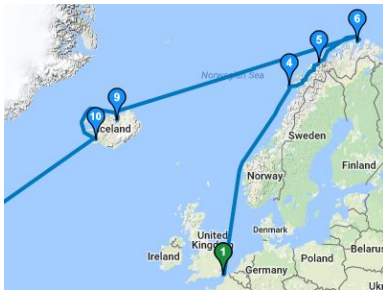 6
5
4
Norwegian Sea
9
10
Iceland
Sweden
Norway
Finland
1
United
Kingdom
Denmark
Ireland
Belarus
Poland
Germany
Ukr